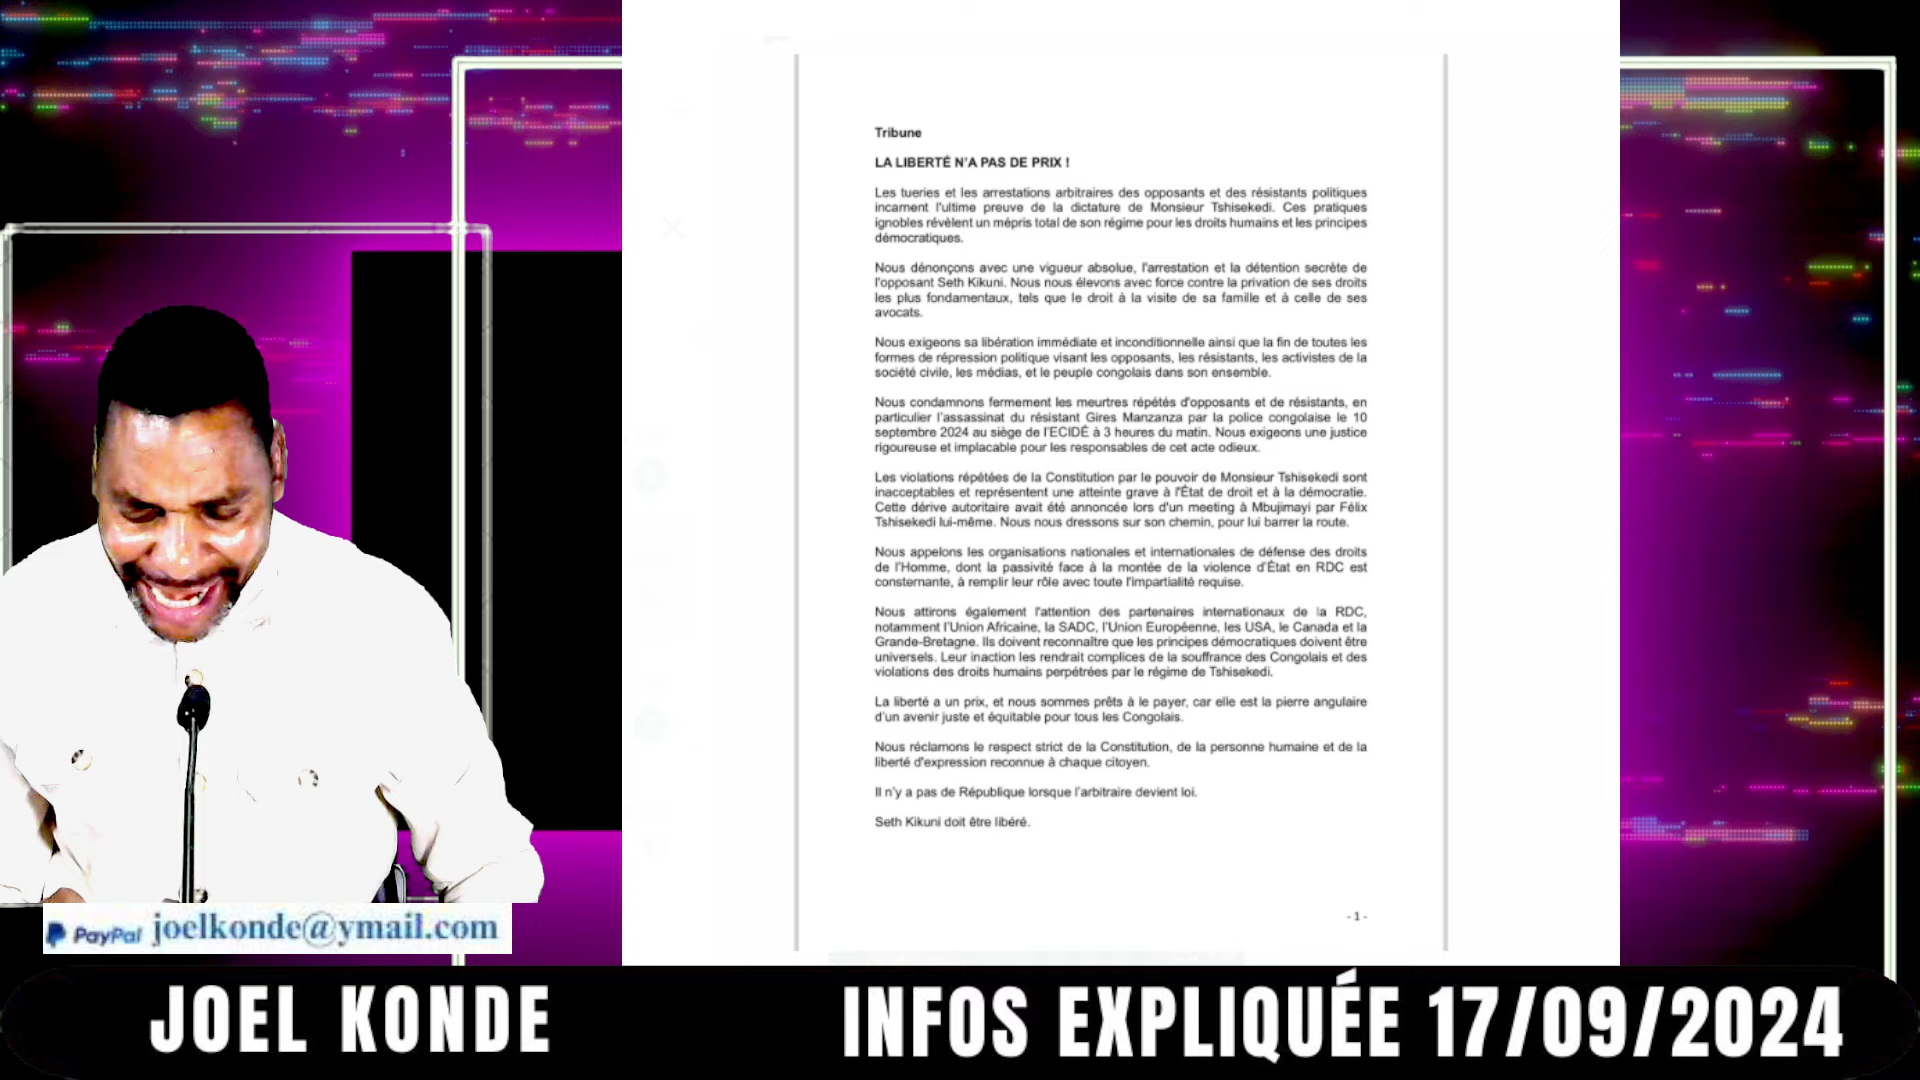 Tribune
LA LIBERTÉ N'A PAS DE PRIX !
Les tueries et les arrestations arbitraires des opposants et des résistants politiques
incarnent l'ultime preuve de la dictature de Monsieur Tshisekedi. Ces pratiques
ignobles révèlent un mépris total de son régime pour les droits humains et les principes
démocratiques.
Nous dénonçons avec une vigueur absolue, l'arrestation et la détention secrète de
l'opposant Seth Kikuni. Nous nous élevons avec force contre la privation de ses droits
les plus fondamentaux, tels que le droit à la visite de sa famille et à celle de ses
avocats.
Nous exigeons sa libération immédiate et inconditionnelle ainsi que la fin de toutes les
formes de répression politique visant les opposants, les résistants, les activistes de la
société civile, les médias, et le peuple congolais dans son ensemble.
Nous condamnons fermement les meurtres répétés d'opposants et de résistants, en
particulier l'assassinat du résistant Gires Manzanza par la police congolaise le 10
septembre 2024 au siège de l'ECIDÉ à 3 heures du matin. Nous exigeons une justice
rigoureuse et implacable pour les responsables de cet acte odieux.
Les violations répétées de la Constitution par le pouvoir de Monsieur Tshisekedi sont
inacceptables et représentent une atteinte grave à l'État de droit et à la démocratie.
Cette dérive autoritaire avait été annoncée lors d'un meeting à Mbujimayi par Félix
Tshisekedi lui-même. Nous nous dressons sur son chemin, pour lui barrer la route.
Nous appelons les organisations nationales et internationales de défense des droits
de l'Homme, dont la passivité face à la montée de la violence d'État en RDC est
consternante, à remplir leur rôle avec toute l'impartialité requise.
Nous attirons également l'attention des partenaires internationaux de la RDC,
notamment l'Union Africaine, la SADC, l'Union Européenne, les USA, le Canada et la
Grande-Bretagne. Ils doivent reconnaître que les principes démocratiques doivent être
universels. Leur inaction les rendrait complices de la souffrance des Congolais et des
violations des droits humains perpétrées par le régime de Tshisekedi.
La liberté a un prix, et nous sommes prêts à le payer, car elle est la pierre angulaire
d'un avenir juste et équitable pour tous les Congolais.
Nous réclamons le respect strict de la Constitution, de la personne humaine et de la
liberté d'expression reconnue à chaque citoyen.
Il n'y a pas de République lorsque l'arbitraire devient loi.
Seth Kikuni doit être libéré.
- 1 -
PayPal joelkonde@ymail.com
JOEL KONDE
INFOS EXPLIQUÉE 17/09/2024